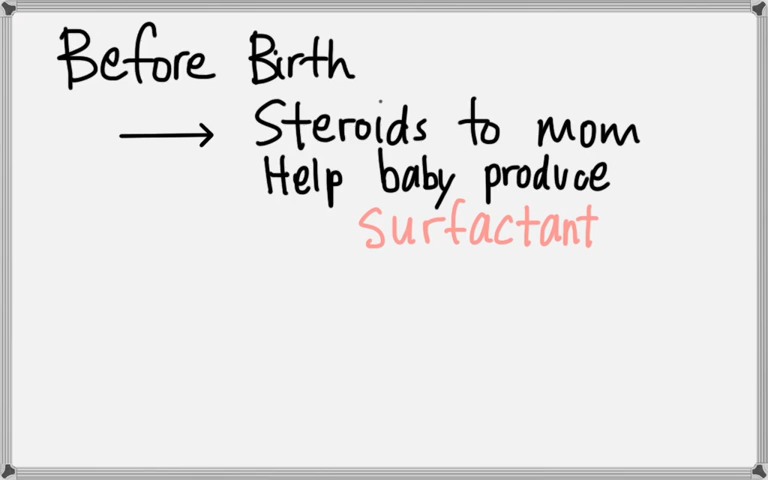 Before Birth
→ Steroids to mom
Help baby produce
surfactant